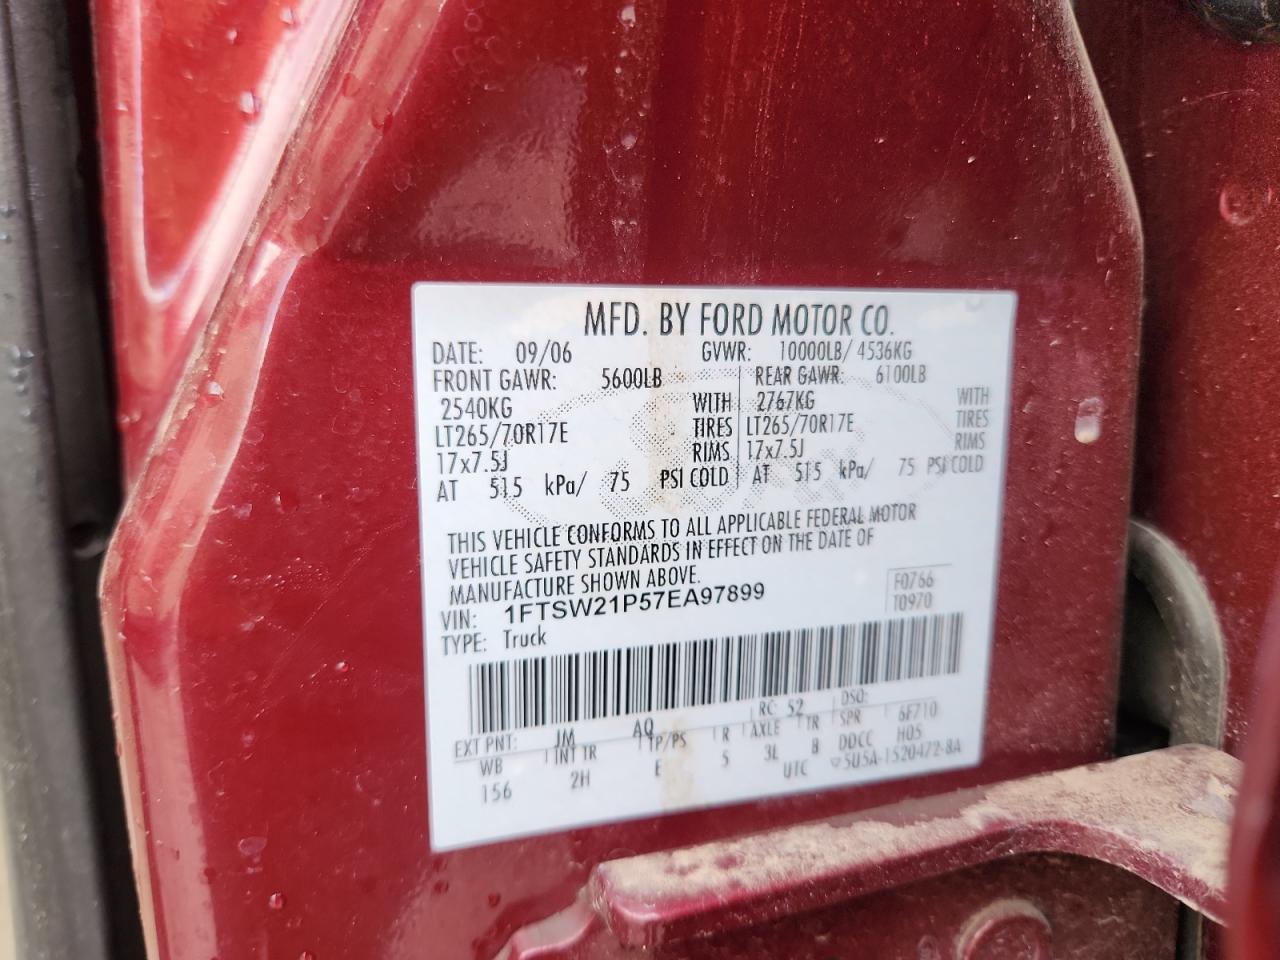 MFD. BY FORD MOTOR CO.
DATE: 09/06 GVWR: 10000LB/ 4536KG
FRONT GAWR: 5600LB REAR GAWR: 6100LB
2540KG WITH 2767KG WITH
LT265/70R17E TIRES LT265/70R17E TIRES
17x7.5J RIMS 17x7.5J RIMS
AT 515 kPa/ 75 PSI COLD AT 515 kPa/ 75 PSI COLD
THIS VEHICLE CONFORMS TO ALL APPLICABLE FEDERAL MOTOR
VEHICLE SAFETY STANDARDS IN EFFECT ON THE DATE OF
MANUFACTURE SHOWN ABOVE.
VIN: 1FTSW21P57EA97899 F0766
TYPE: Truck T0970
EXT PNT: JM AQ RC: 52 DSO:
WB INT TR TP/PS R AXLE TR SPR 6F710
156 2H E 5 3L B DDCC H05
UTC ▽5U5A-1520472-8A